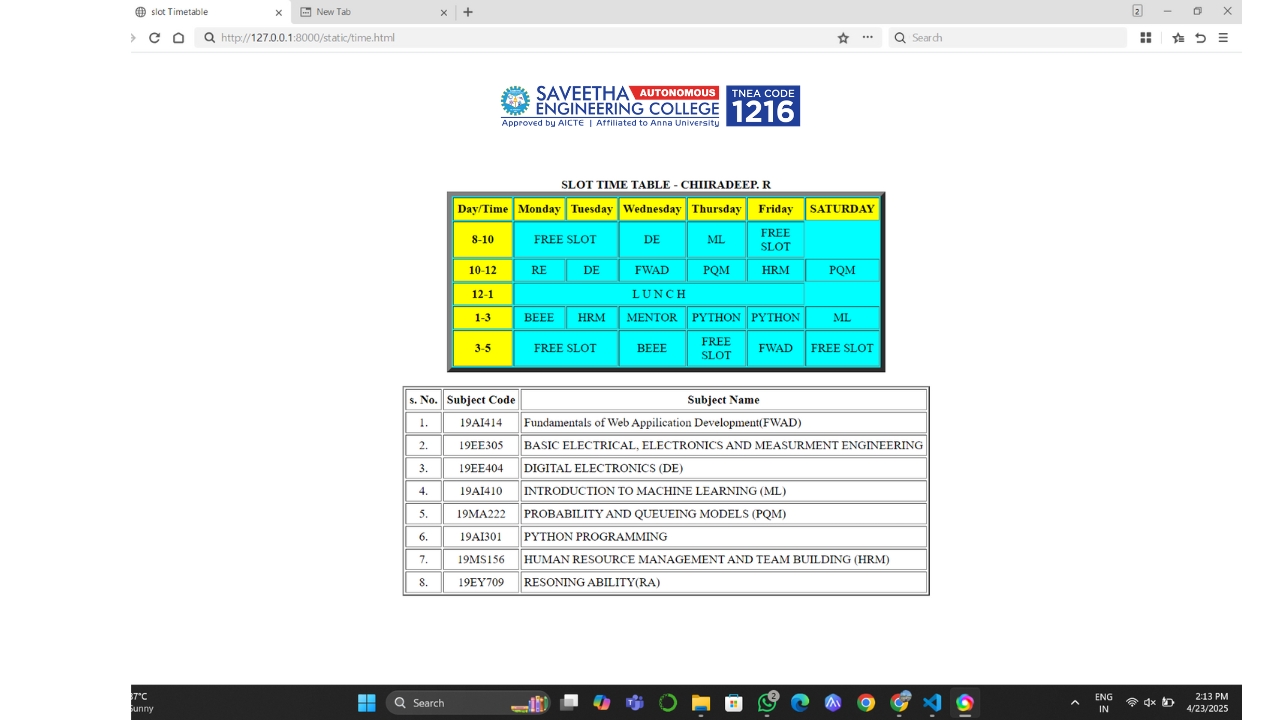 slot Timetable
New Tab
2
http://127.0.0.1:8000/static/time.html
Search
SAVEETHA AUTONOMOUS
ENGINEERING COLLEGE
Approved by AICTE | Affiliated to Anna University
TNEA CODE
1216
SLOT TIME TABLE - CHIIRADEEP. R
Day/Time Monday Tuesday Wednesday Thursday Friday SATURDAY
8-10 FREE SLOT DE ML FREE SLOT
10-12 RE DE FWAD PQM HRM PQM
12-1 L U N C H
1-3 BEEE HRM MENTOR PYTHON PYTHON ML
3-5 FREE SLOT BEEE FREE SLOT FWAD FREE SLOT
s. No. Subject Code Subject Name
1. 19AI414 Fundamentals of Web Appilication Development(FWAD)
2. 19EE305 BASIC ELECTRICAL, ELECTRONICS AND MEASURMENT ENGINEERING
3. 19EE404 DIGITAL ELECTRONICS (DE)
4. 19AI410 INTRODUCTION TO MACHINE LEARNING (ML)
5. 19MA222 PROBABILITY AND QUEUEING MODELS (PQM)
6. 19AI301 PYTHON PROGRAMMING
7. 19MS156 HUMAN RESOURCE MANAGEMENT AND TEAM BUILDING (HRM)
8. 19EY709 RESONING ABILITY(RA)
37°C
Sunny
Search
2
ENG
IN
2:13 PM
4/23/2025